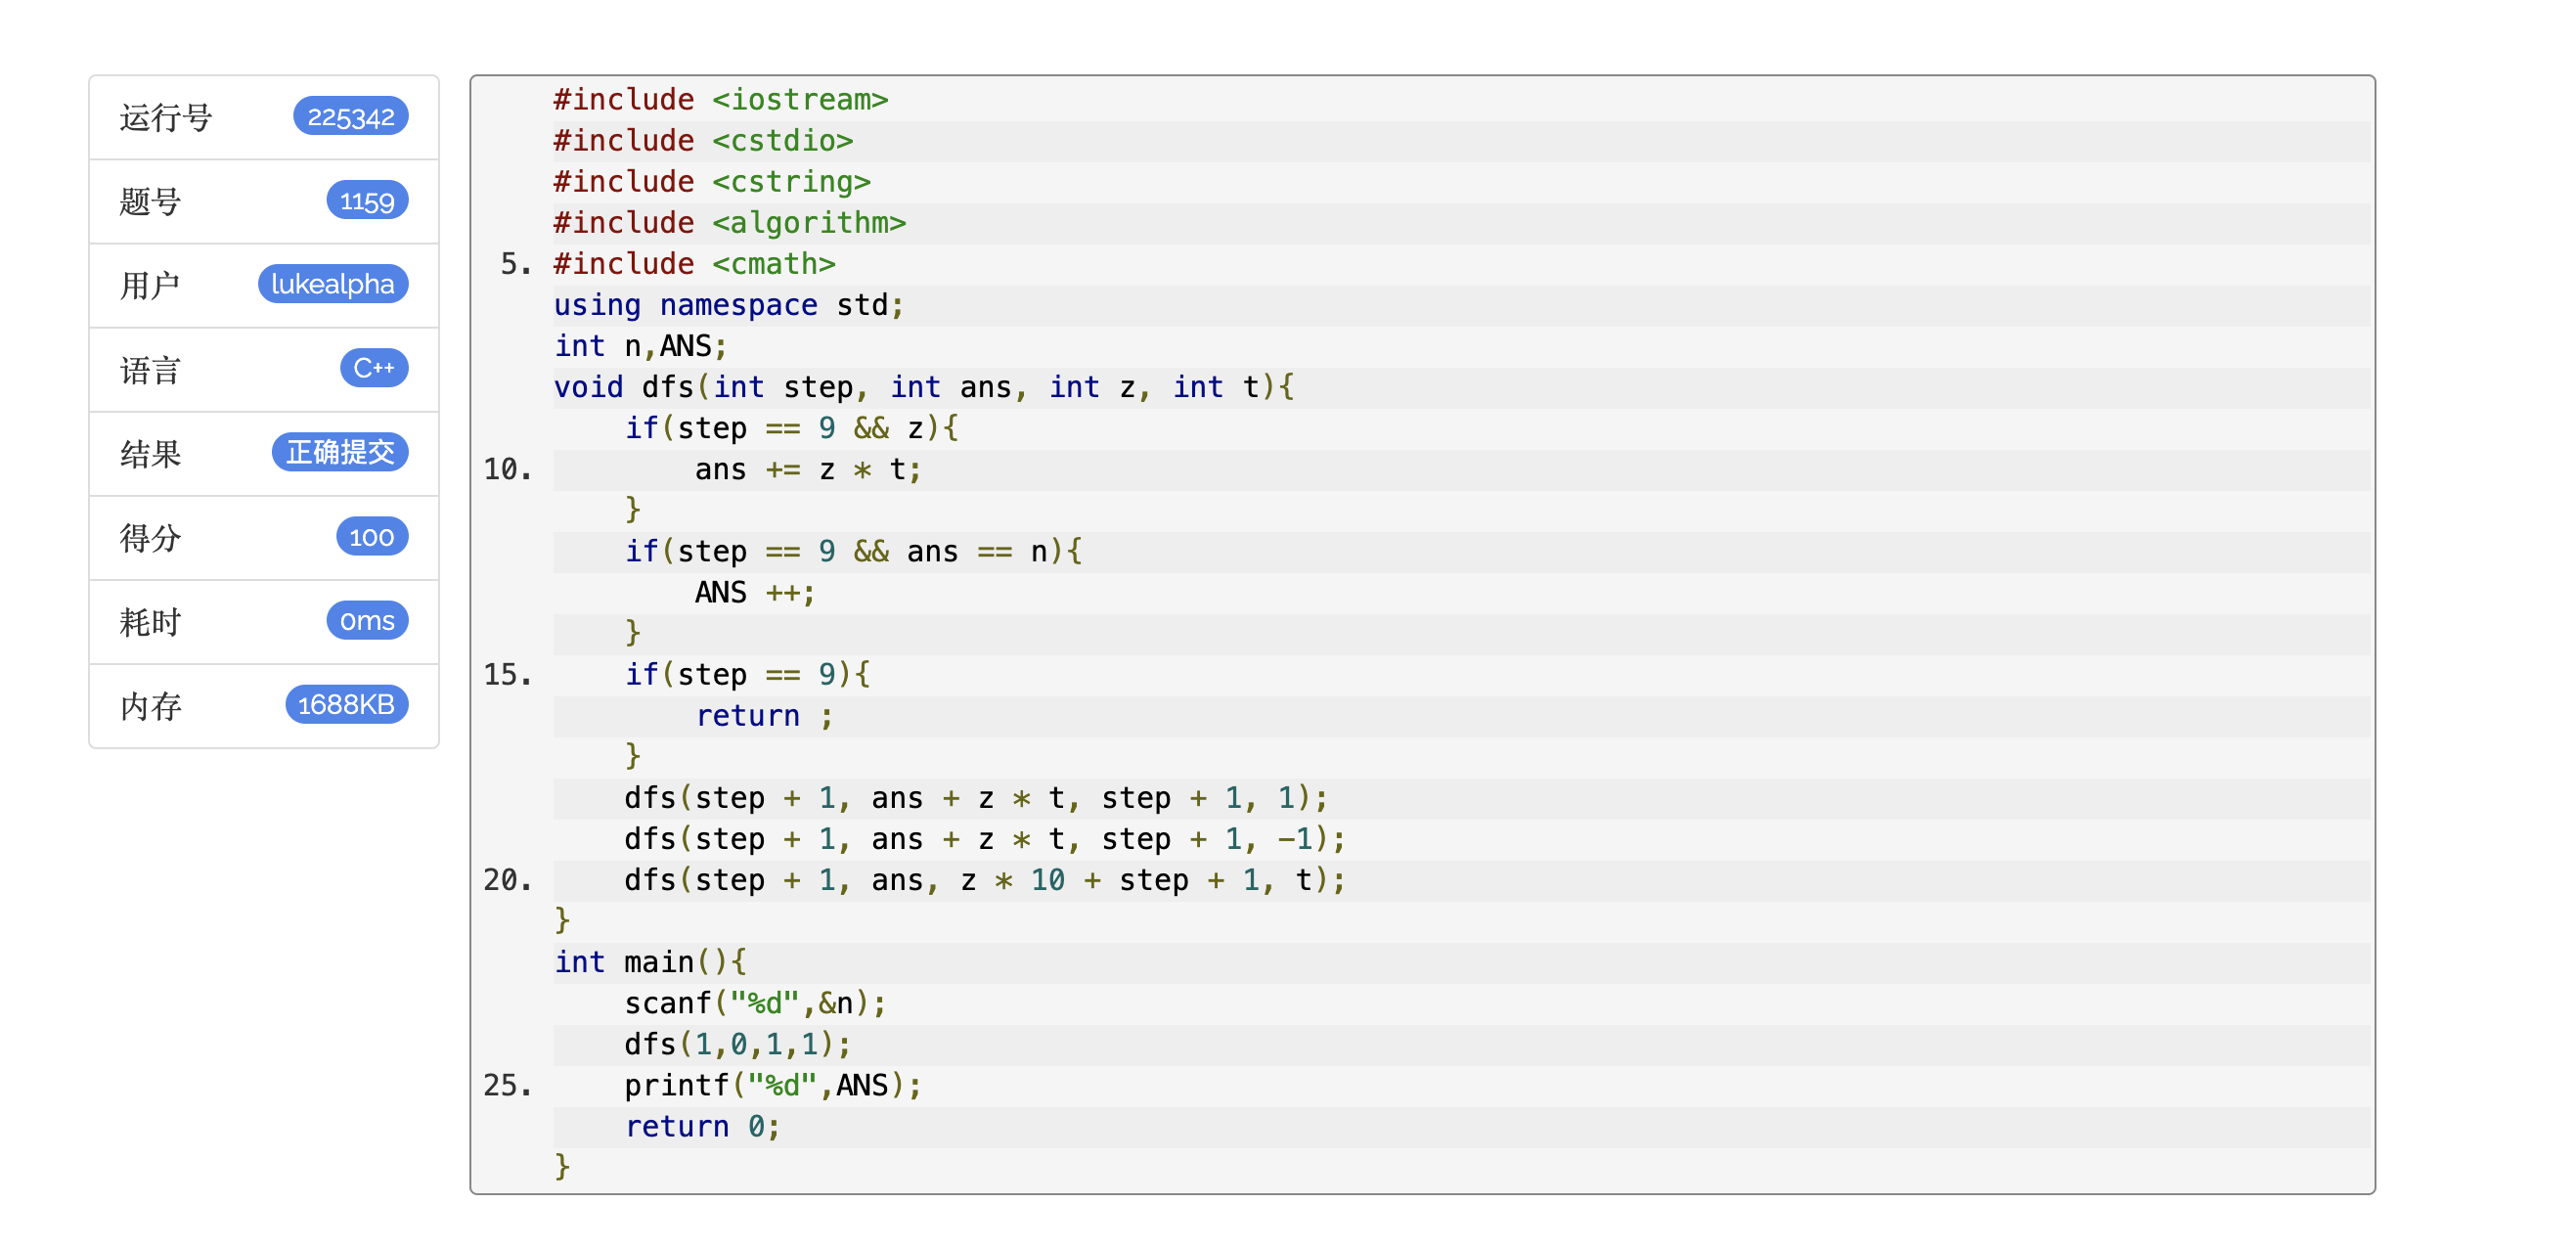 运行号 225342
题号 1159
用户 lukealpha
语言 C++
结果 正确提交
得分 100
耗时 0ms
内存 1688KB
#include <iostream>
#include <cstdio>
#include <cstring>
#include <algorithm>
5. #include <cmath>
using namespace std;
int n,ANS;
void dfs(int step, int ans, int z, int t){
    if(step == 9 && z){
10.         ans += z * t;
    }
    if(step == 9 && ans == n){
        ANS ++;
    }
15.     if(step == 9){
        return ;
    }
    dfs(step + 1, ans + z * t, step + 1, 1);
    dfs(step + 1, ans + z * t, step + 1, -1);
20.     dfs(step + 1, ans, z * 10 + step + 1, t);
}
int main(){
    scanf("%d",&n);
    dfs(1,0,1,1);
25.     printf("%d",ANS);
    return 0;
}